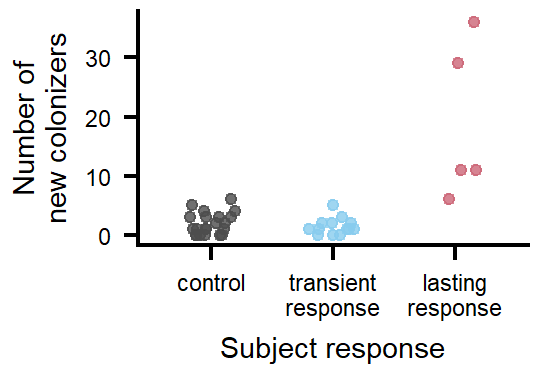 Number of
new colonizers
30
20
10
0
control
transient
response
lasting
response
Subject response